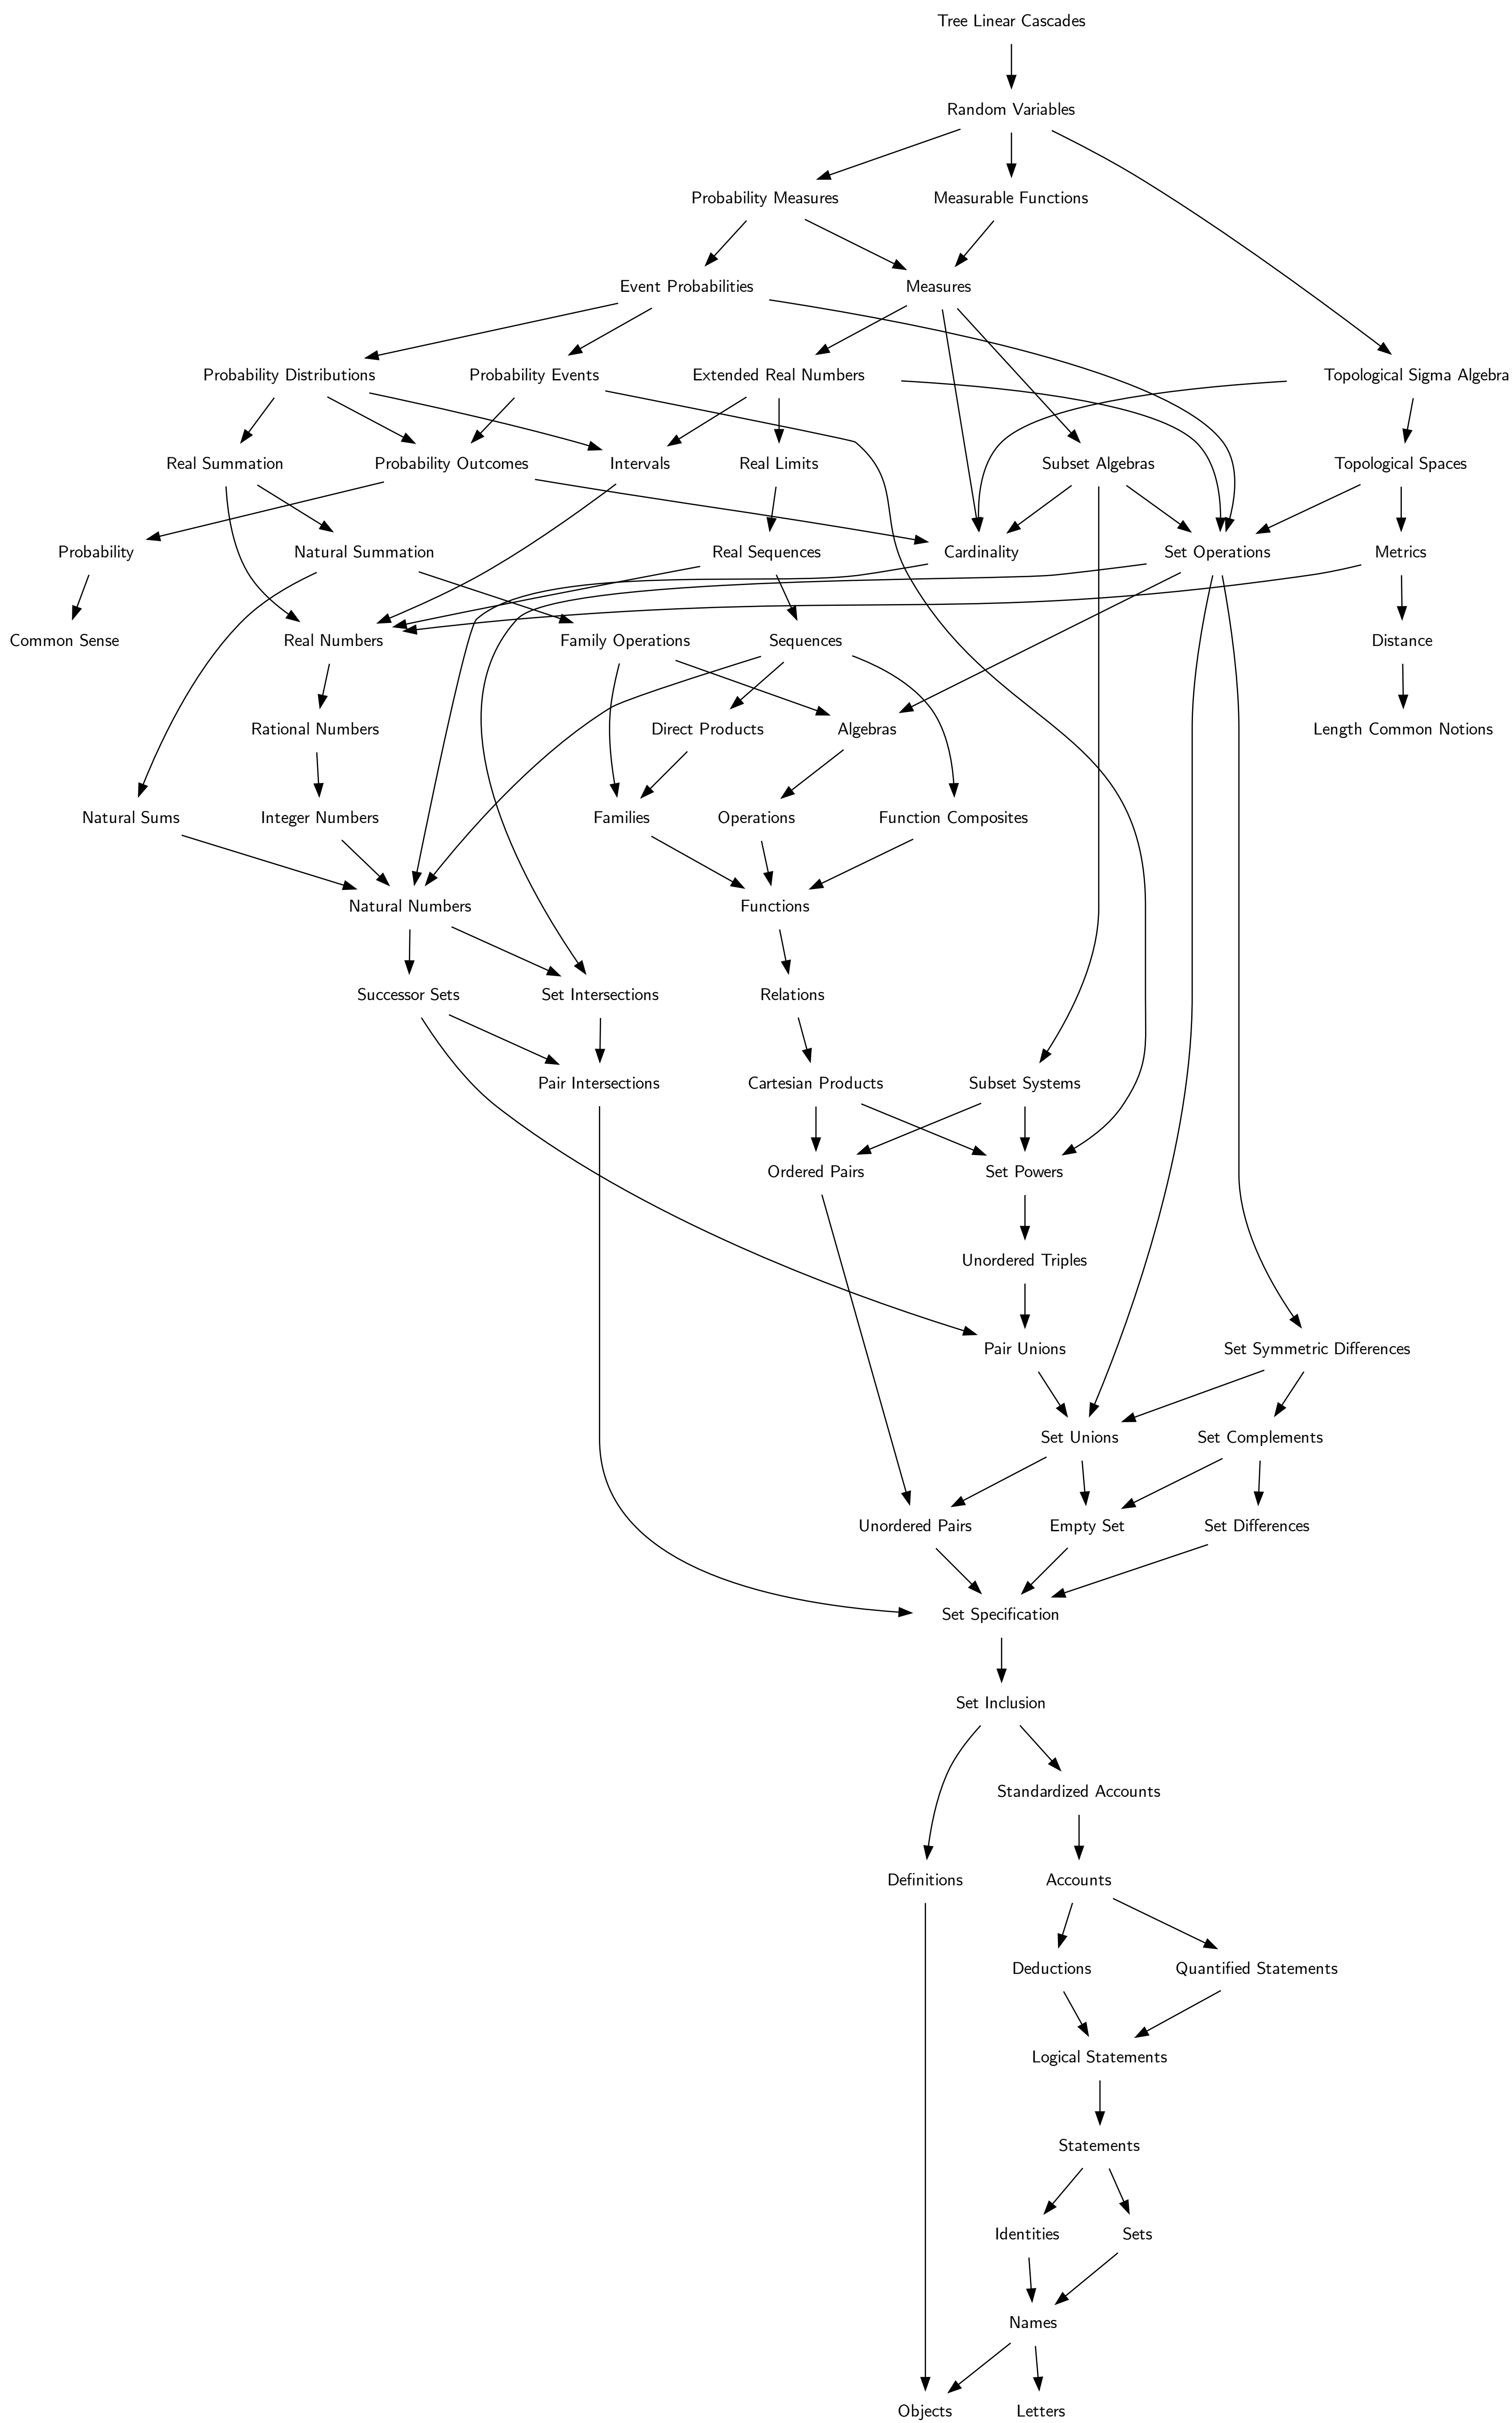 Tree Linear Cascades
Random Variables
Probability Measures
Measurable Functions
Event Probabilities
Measures
Probability Distributions
Probability Events
Extended Real Numbers
Topological Sigma Algebra
Real Summation
Probability Outcomes
Intervals
Real Limits
Subset Algebras
Topological Spaces
Probability
Natural Summation
Real Sequences
Cardinality
Set Operations
Metrics
Common Sense
Real Numbers
Family Operations
Sequences
Distance
Rational Numbers
Direct Products
Algebras
Length Common Notions
Natural Sums
Integer Numbers
Families
Operations
Function Composites
Natural Numbers
Functions
Successor Sets
Set Intersections
Relations
Pair Intersections
Cartesian Products
Subset Systems
Ordered Pairs
Set Powers
Unordered Triples
Pair Unions
Set Symmetric Differences
Set Unions
Set Complements
Unordered Pairs
Empty Set
Set Differences
Set Specification
Set Inclusion
Standardized Accounts
Definitions
Accounts
Deductions
Quantified Statements
Logical Statements
Statements
Identities
Sets
Names
Objects
Letters